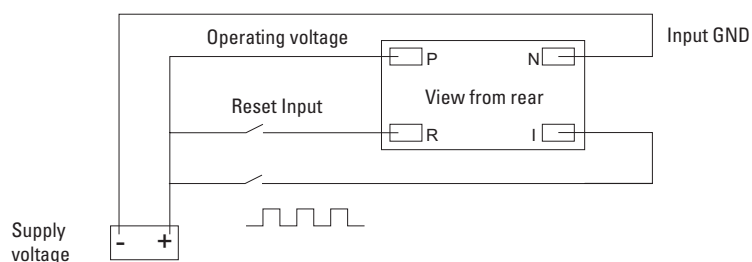 Operating voltage
Input GND
P
N
View from rear
Reset Input
R
I
Supply
voltage
-
+